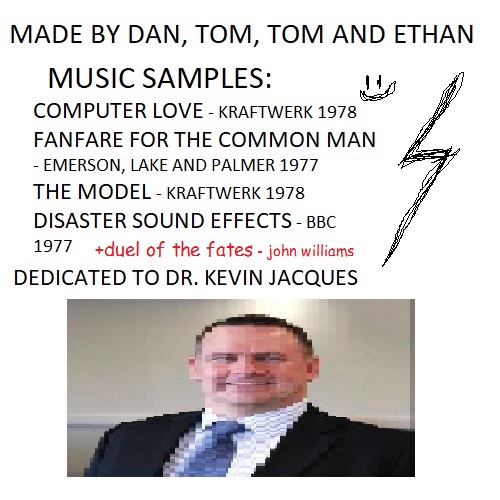 MADE BY DAN, TOM, TOM AND ETHAN
MUSIC SAMPLES:
COMPUTER LOVE - KRAFTWERK 1978
FANFARE FOR THE COMMON MAN
- EMERSON, LAKE AND PALMER 1977
THE MODEL - KRAFTWERK 1978
DISASTER SOUND EFFECTS - BBC
1977 +duel of the fates - john williams
DEDICATED TO DR. KEVIN JACQUES